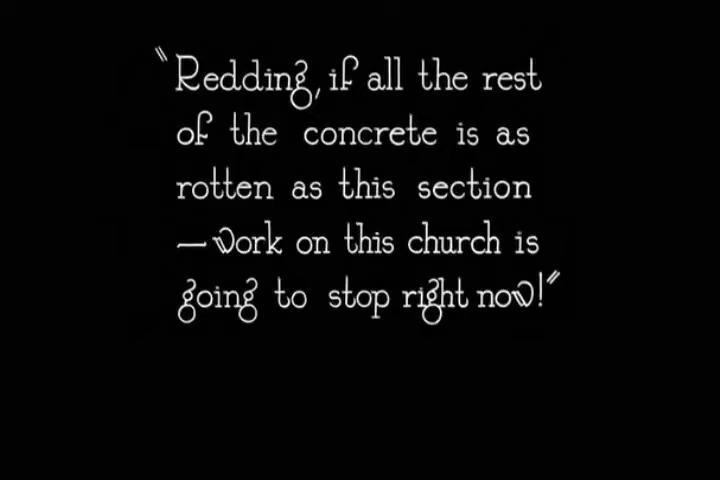 "Redding, if all the rest
of the concrete is as
rotten as this section
—work on this church is
going to stop right now!"